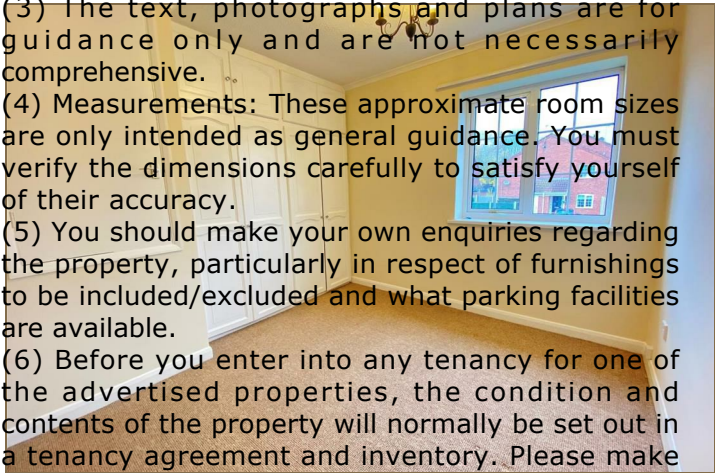 (3) The text, photographs and plans are for
guidance only and are not necessarily
comprehensive.
(4) Measurements: These approximate room sizes
are only intended as general guidance. You must
verify the dimensions carefully to satisfy yourself
of their accuracy.
(5) You should make your own enquiries regarding
the property, particularly in respect of furnishings
to be included/excluded and what parking facilities
are available.
(6) Before you enter into any tenancy for one of
the advertised properties, the condition and
contents of the property will normally be set out in
a tenancy agreement and inventory. Please make